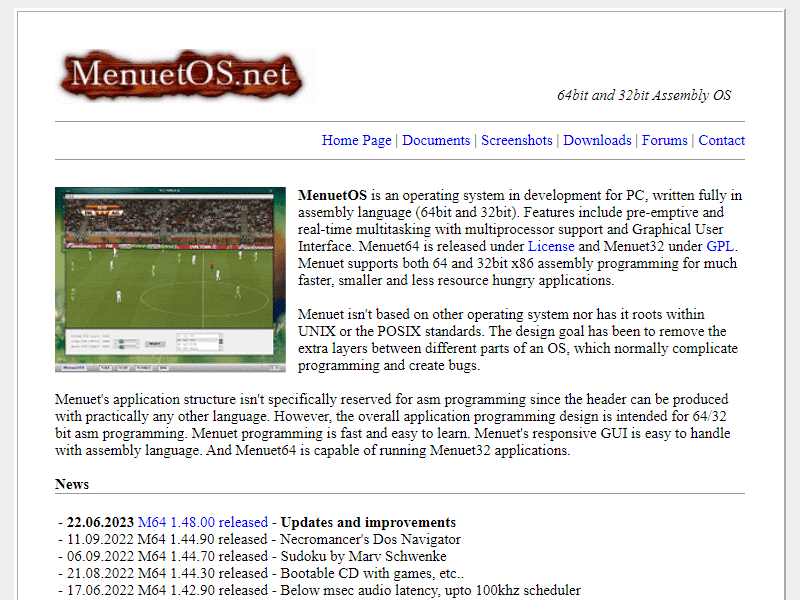 MenuetOS.net
64bit and 32bit Assembly OS
Home Page | Documents | Screenshots | Downloads | Forums | Contact
MenuetOS is an operating system in development for PC, written fully in
assembly language (64bit and 32bit). Features include pre-emptive and
real-time multitasking with multiprocessor support and Graphical User
Interface. Menuet64 is released under License and Menuet32 under GPL.
Menuet supports both 64 and 32bit x86 assembly programming for much
faster, smaller and less resource hungry applications.
Menuet isn't based on other operating system nor has it roots within
UNIX or the POSIX standards. The design goal has been to remove the
extra layers between different parts of an OS, which normally complicate
programming and create bugs.
Menuet's application structure isn't specifically reserved for asm programming since the header can be produced
with practically any other language. However, the overall application programming design is intended for 64/32
bit asm programming. Menuet programming is fast and easy to learn. Menuet's responsive GUI is easy to handle
with assembly language. And Menuet64 is capable of running Menuet32 applications.
News
- 22.06.2023 M64 1.48.00 released - Updates and improvements
- 11.09.2022 M64 1.44.90 released - Necromancer's Dos Navigator
- 06.09.2022 M64 1.44.70 released - Sudoku by Marv Schwenke
- 21.08.2022 M64 1.44.30 released - Bootable CD with games, etc..
- 17.06.2022 M64 1.42.90 released - Below msec audio latency, upto 100khz scheduler